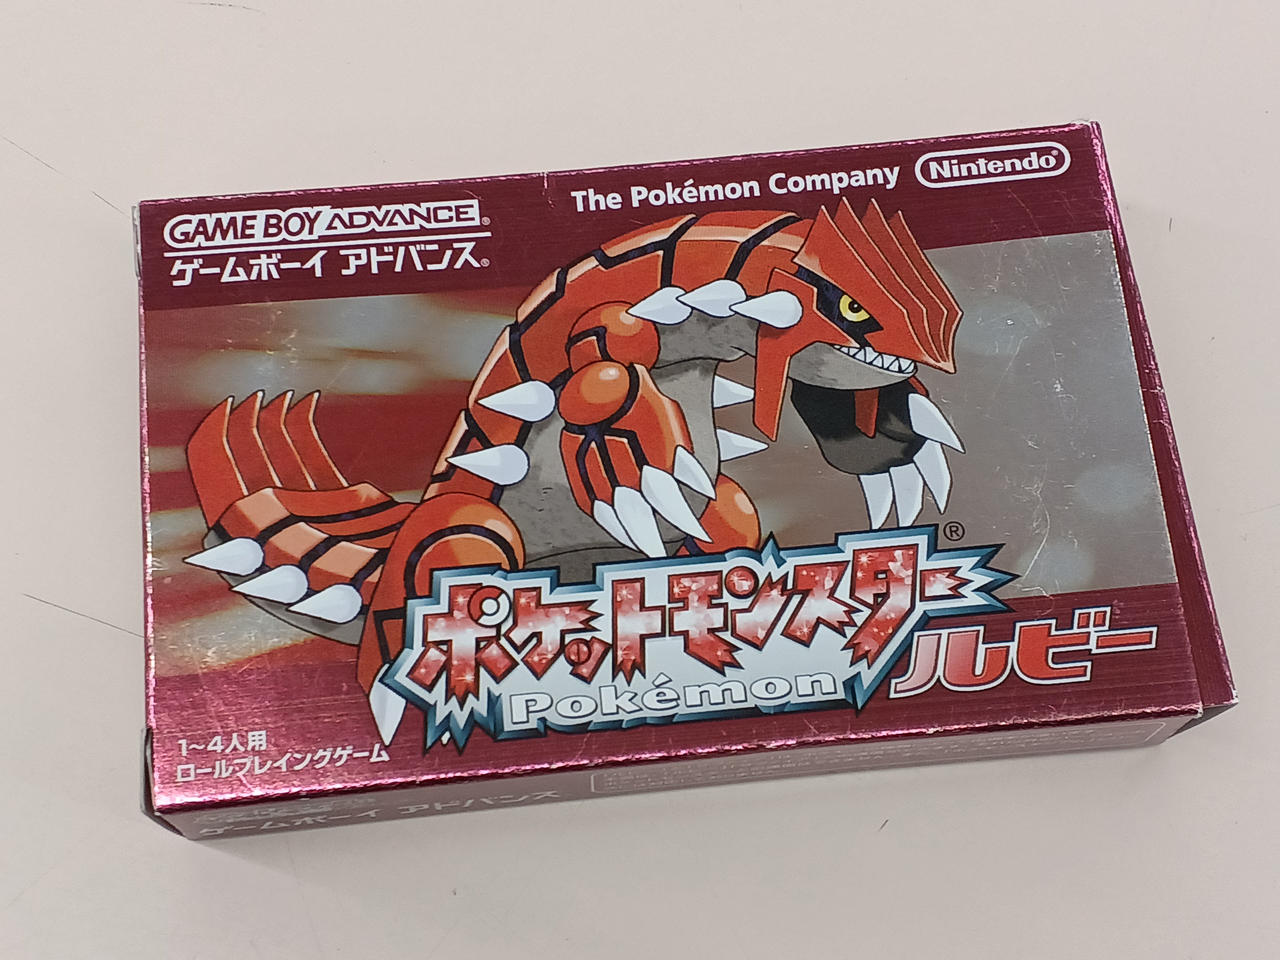 GAME BOY ADVANCE®
ゲームボーイ アドバンス®
The Pokémon Company
Nintendo®
ポケットモンスター®
Pokémon
ルビー
1~4人用
ロールプレイングゲーム
ゲームボーイ アドバンス